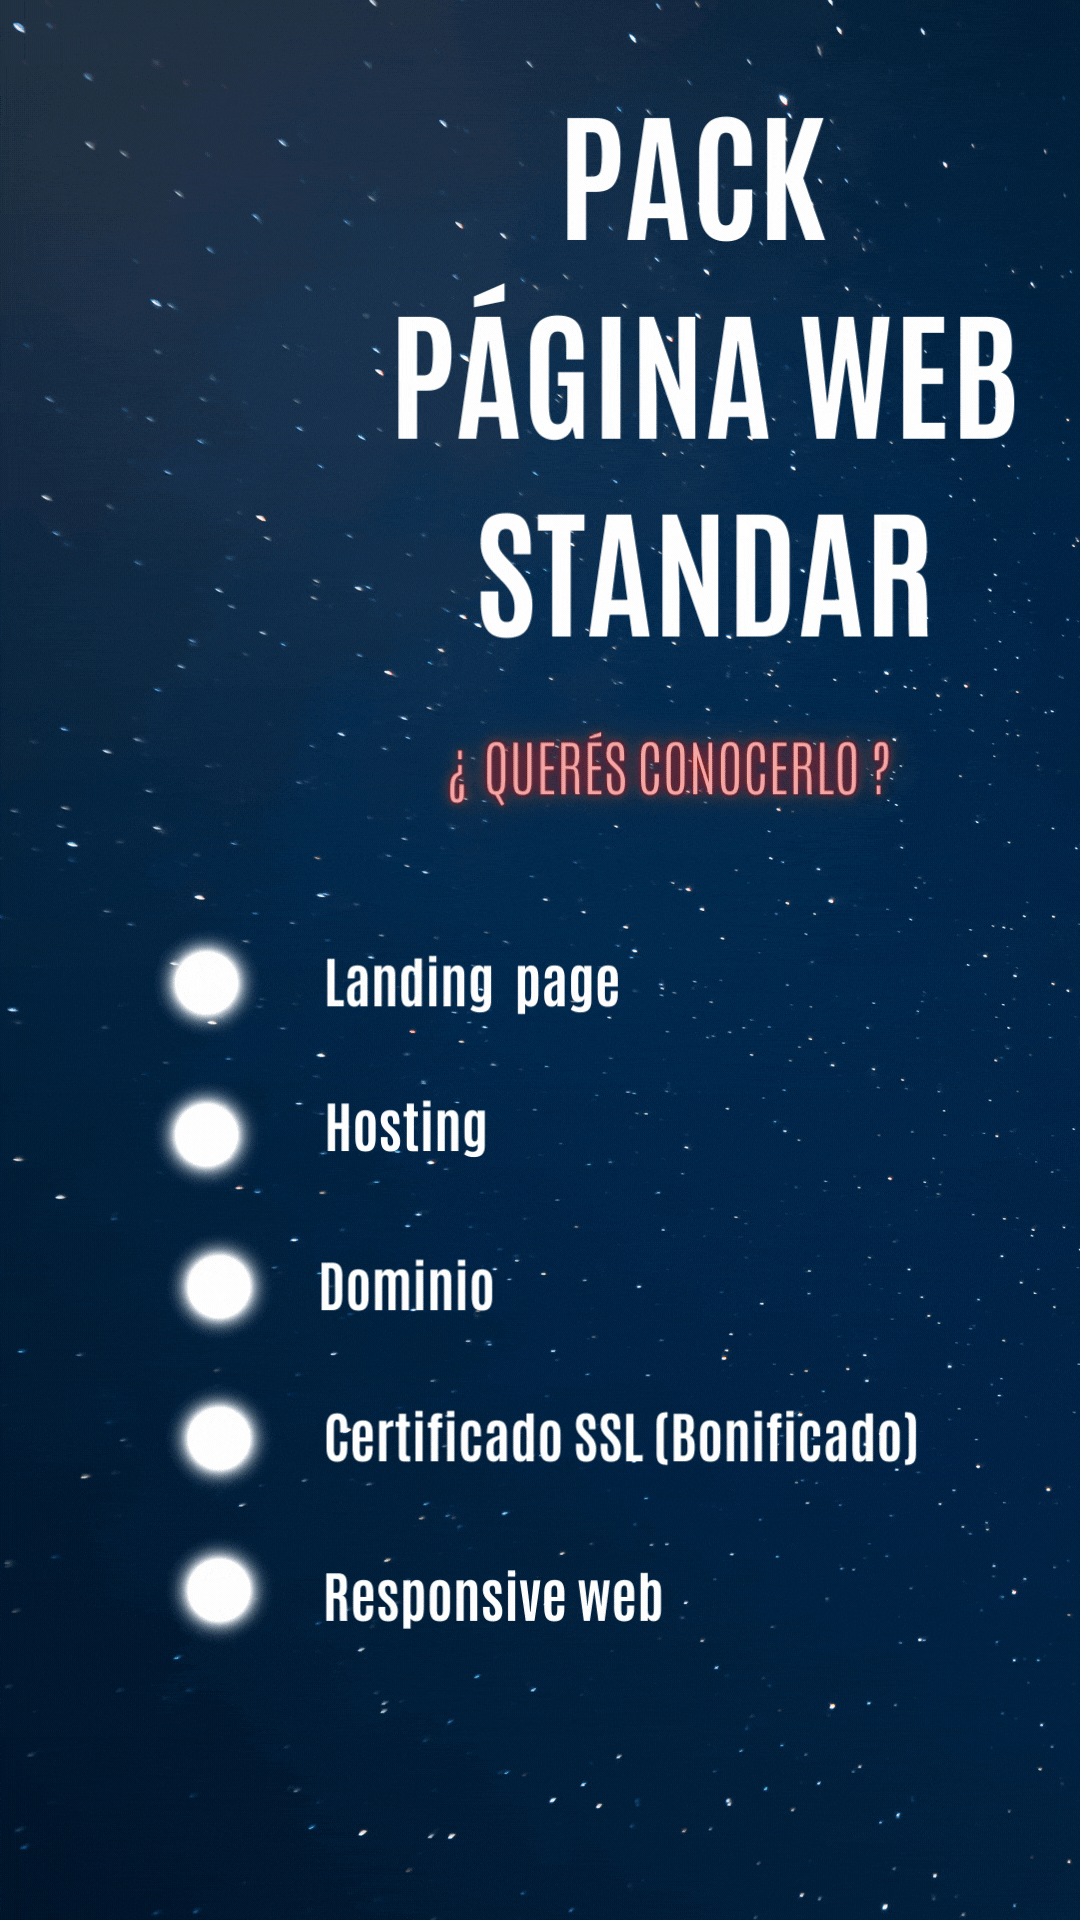 PACK
PÁGINA WEB
STANDAR
¿ QUERÉS CONOCERLO ?
Landing page
Hosting
Dominio
Certificado SSL (Bonificado)
Responsive web